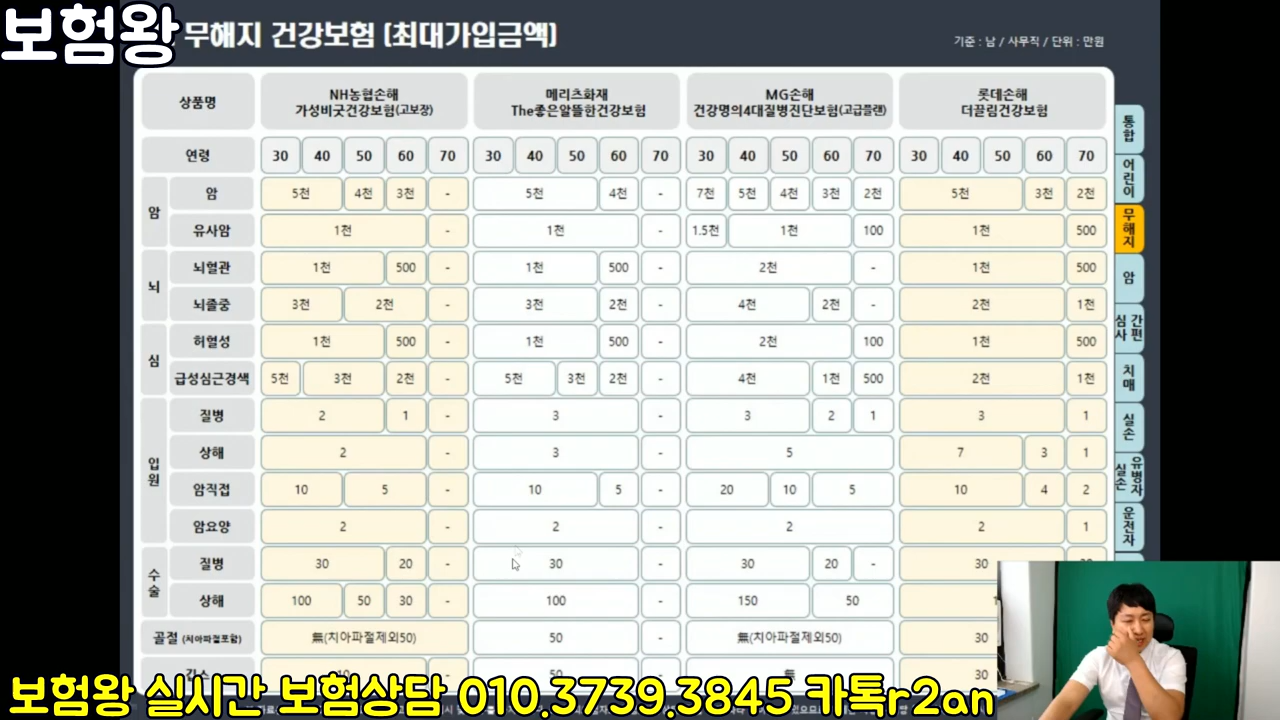 보험왕
무해지 건강보험 [최대가입금액]
기준 : 남 / 사무직 / 단위 : 만원
상품명 NH농협손해 가성비굿건강보험(고보장) 메리츠화재 The좋은알뜰한건강보험 MG손해 건강명의4대질병진단보험(고급플랜) 롯데손해 더끌림건강보험
연령 30 40 50 60 70 30 40 50 60 70 30 40 50 60 70 30 40 50 60 70
암 암 5천 4천 3천 - 5천 4천 - 7천 5천 4천 3천 2천 5천 3천 2천
유사암 1천 - 1천 - 1.5천 1천 100 1천 500
뇌 뇌혈관 1천 500 - 1천 500 - 2천 - 1천 500
뇌졸중 3천 2천 - 3천 2천 - 4천 2천 - 2천 1천
심 허혈성 1천 500 - 1천 500 - 2천 100 1천 500
급성심근경색 5천 3천 2천 - 5천 3천 2천 - 4천 1천 500 2천 1천
입원 질병 2 1 - 3 - 3 2 1 3 1
상해 2 - 3 - 5 7 3 1
암직접 10 5 - 10 5 - 20 10 5 10 4 2
암요양 2 - 2 - 2 2 1
수술 질병 30 20 - 30 - 30 20 - 30
상해 100 50 30 - 100 - 150 50
골절 (치아파절포함) 無(치아파절제외50) - 50 - 無(치아파절제외50) 30
10 - 50 - 無 30
통합
어린이
무해지
암
간편심사
치매
실손
유병자실손
운전자
보험왕 실시간 보험상담 010.3739.3845 카톡r2an